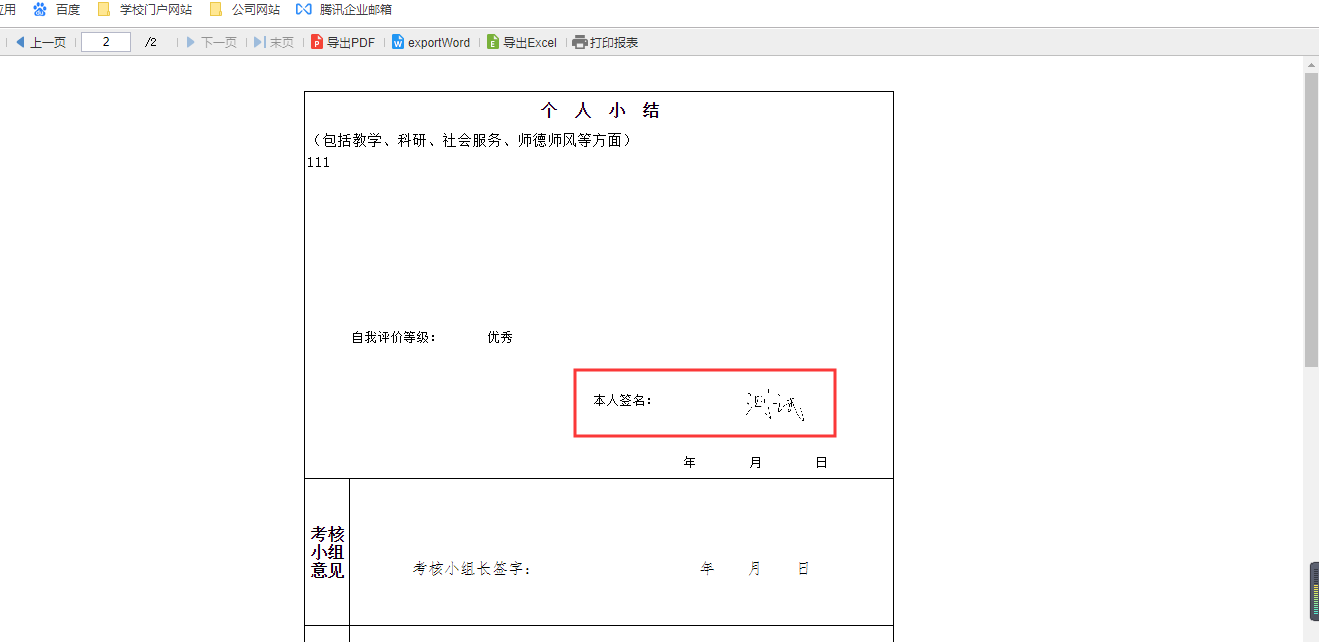 应用 百度 学校门户网站 公司网站 腾讯企业邮箱
上一页 2 /2 下一页 末页 导出PDF exportWord 导出Excel 打印报表
个 人 小 结
（包括教学、科研、社会服务、师德师风等方面）
111
自我评价等级： 优秀
本人签名： 测试
年 月 日
考核
小组
意见
考核小组长签字： 年 月 日